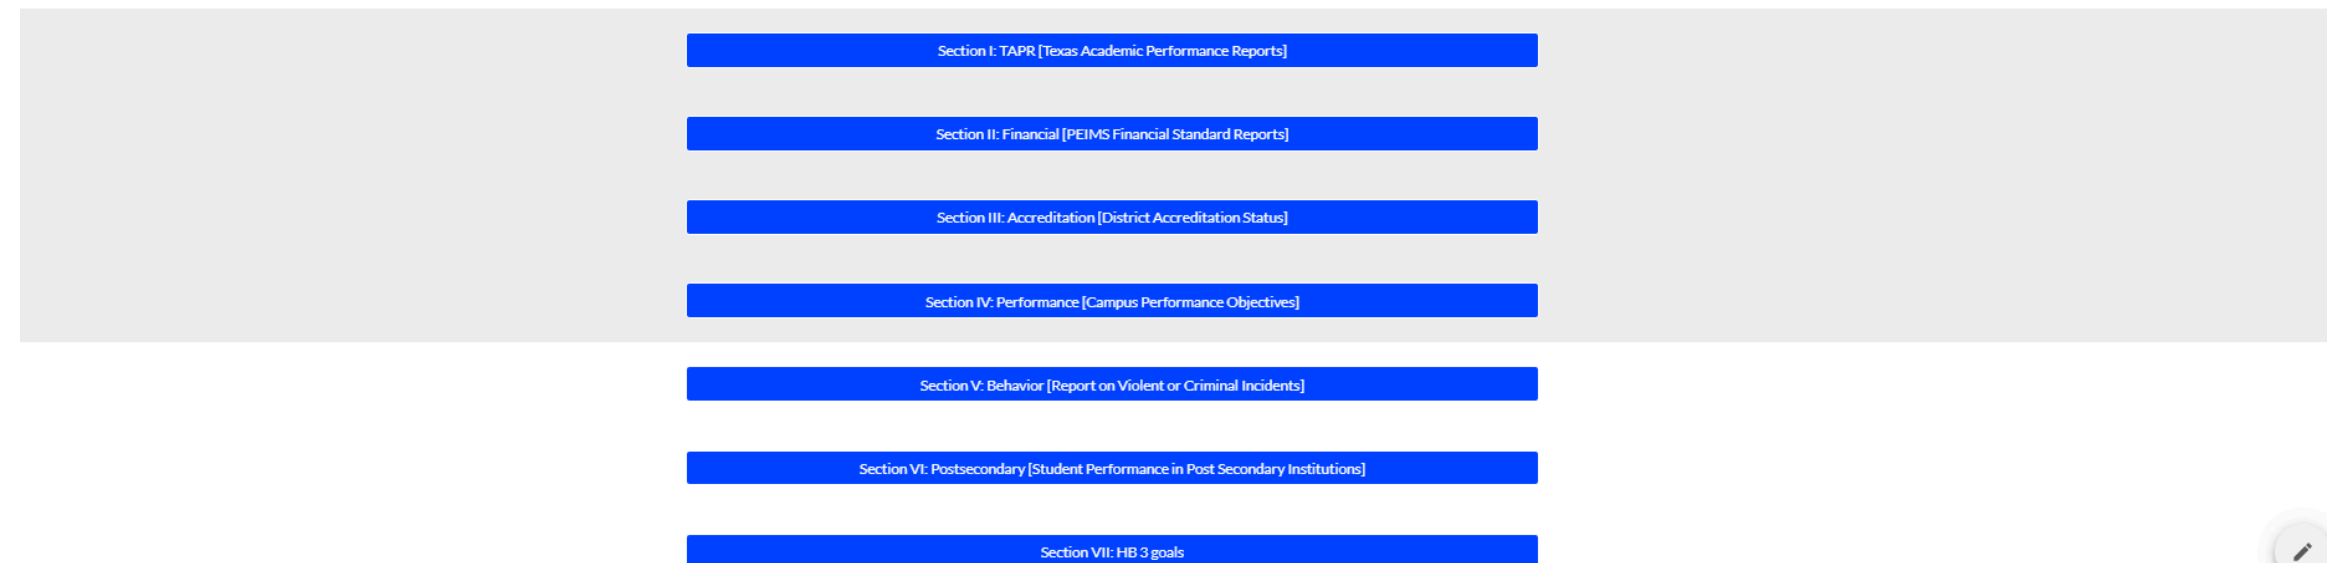 Section I: TAPR [Texas Academic Performance Reports]
Section II: Financial [PEIMS Financial Standard Reports]
Section III: Accreditation [District Accreditation Status]
Section IV: Performance [Campus Performance Objectives]
Section V: Behavior [Report on Violent or Criminal Incidents]
Section VI: Postsecondary [Student Performance in Post Secondary Institutions]
Section VII: HB 3 goals